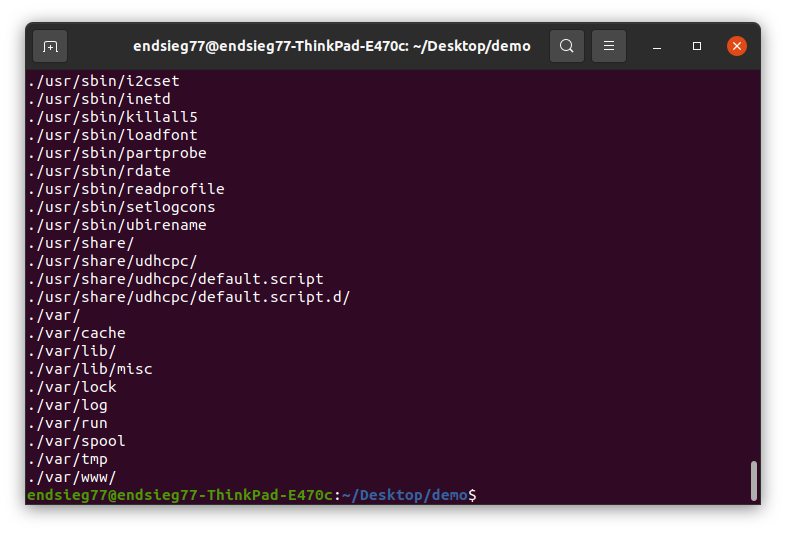 endsieg77@endsieg77-ThinkPad-E470c: ~/Desktop/demo
./usr/sbin/i2cset
./usr/sbin/inetd
./usr/sbin/killall5
./usr/sbin/loadfont
./usr/sbin/partprobe
./usr/sbin/rdate
./usr/sbin/readprofile
./usr/sbin/setlogcons
./usr/sbin/ubirename
./usr/share/
./usr/share/udhcpc/
./usr/share/udhcpc/default.script
./usr/share/udhcpc/default.script.d/
./var/
./var/cache
./var/lib/
./var/lib/misc
./var/lock
./var/log
./var/run
./var/spool
./var/tmp
./var/www/
endsieg77@endsieg77-ThinkPad-E470c:~/Desktop/demo$